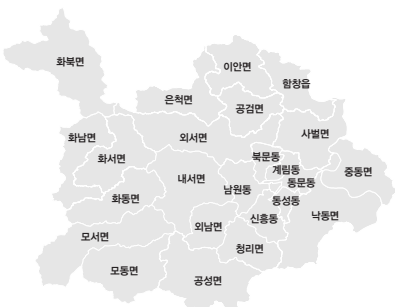 화북면
이안면
함창읍
은척면
공검면
화남면
외서면
사벌면
화서면
북문동
계림동
중동면
내서면
동문동
화동면
남원동
동성동
신흥동
낙동면
외남면
모서면
청리면
모동면
공성면